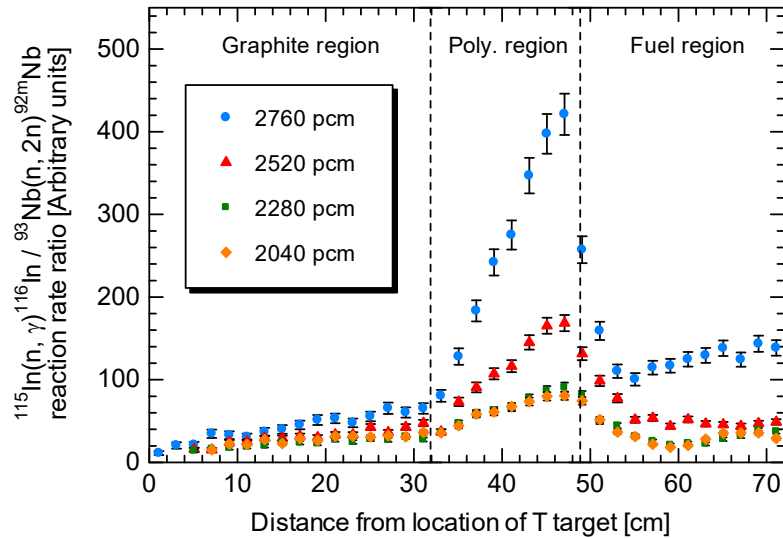 ¹¹⁵In(n, γ)¹¹⁶In / ⁹³Nb(n, 2n)⁹²ᵐNb
reaction rate ratio [Arbitrary units]
500
400
300
200
100
0
Graphite region
Poly. region
Fuel region
2760 pcm
2520 pcm
2280 pcm
2040 pcm
0 10 20 30 40 50 60 70
Distance from location of T target [cm]